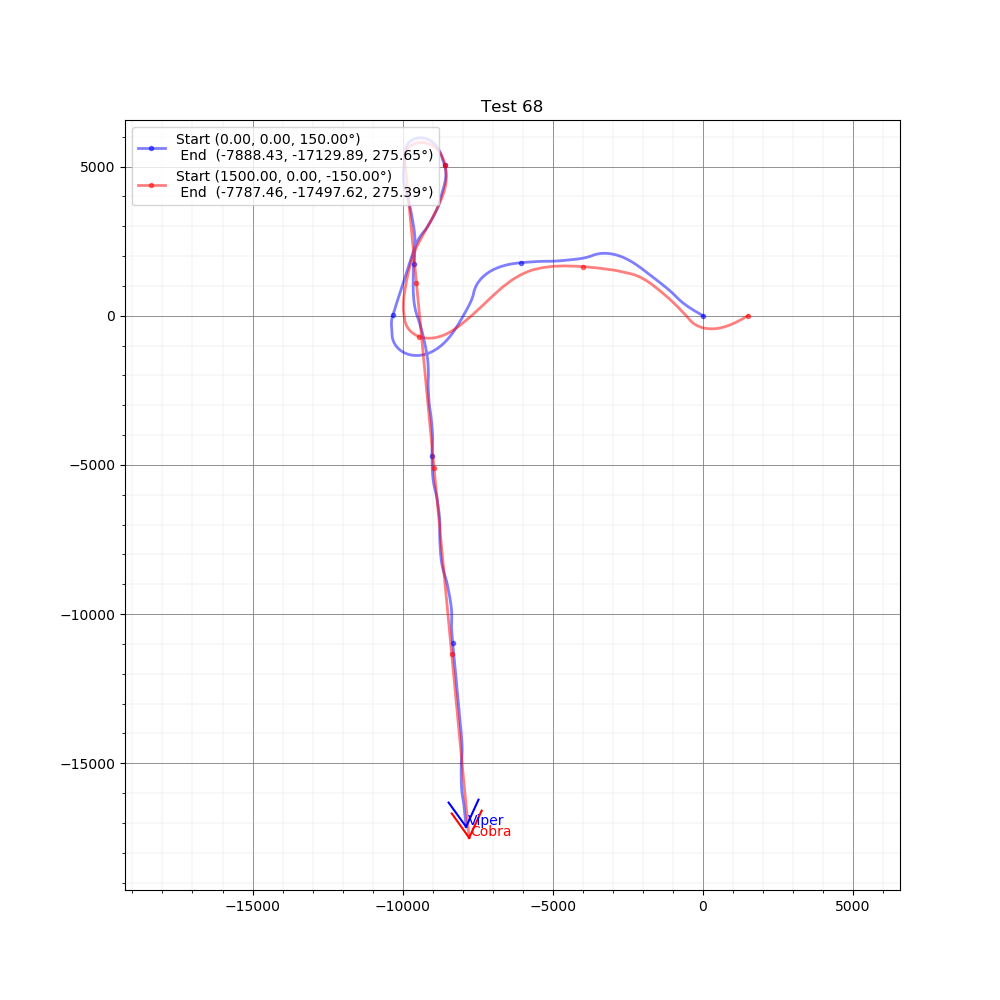 Test 68
Start (0.00, 0.00, 150.00°)
End  (-7888.43, -17129.89, 275.65°)
Start (1500.00, 0.00, -150.00°)
End  (-7787.46, -17497.62, 275.39°)
5000
0
−5000
−10000
−15000
Viper
Cobra
−15000
−10000
−5000
0
5000